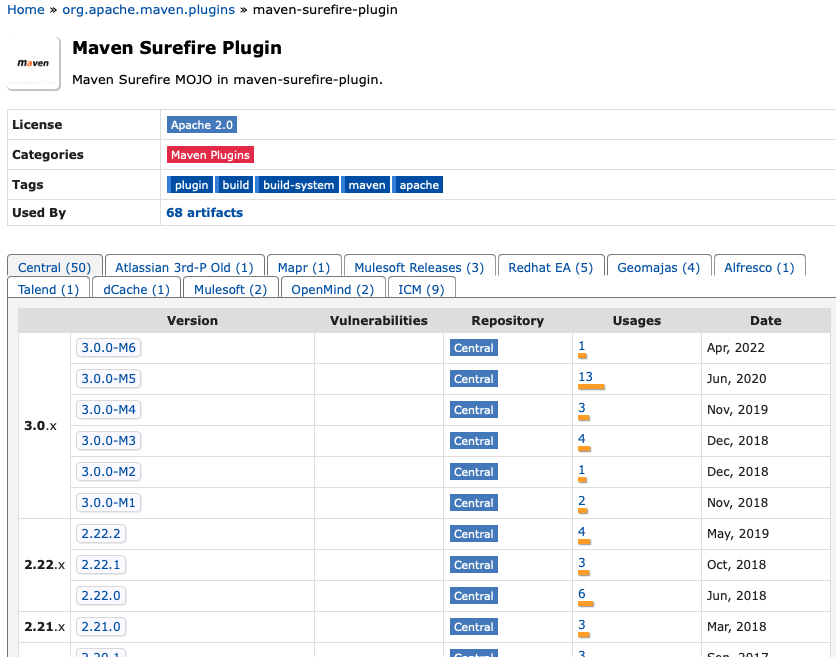 Home » org.apache.maven.plugins » maven-surefire-plugin
maven
Maven Surefire Plugin
Maven Surefire MOJO in maven-surefire-plugin.
License Apache 2.0
Categories Maven Plugins
Tags plugin build build-system maven apache
Used By 68 artifacts
Central (50) Atlassian 3rd-P Old (1) Mapr (1) Mulesoft Releases (3) Redhat EA (5) Geomajas (4) Alfresco (1)
Talend (1) dCache (1) Mulesoft (2) OpenMind (2) ICM (9)
Version Vulnerabilities Repository Usages Date
3.0.0-M6 Central 1 Apr, 2022
3.0.0-M5 Central 13 Jun, 2020
3.0.0-M4 Central 3 Nov, 2019
3.0.x
3.0.0-M3 Central 4 Dec, 2018
3.0.0-M2 Central 1 Dec, 2018
3.0.0-M1 Central 2 Nov, 2018
2.22.2 Central 4 May, 2019
2.22.x 2.22.1 Central 3 Oct, 2018
2.22.0 Central 6 Jun, 2018
2.21.x 2.21.0 Central 3 Mar, 2018
2.20.1 Central 3 Sep, 2017